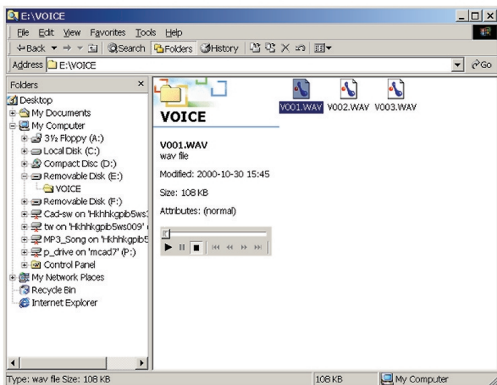 E:\VOICE
File Edit View Favorites Tools Help
Back Search Folders History
Address E:\VOICE Go
Folders ×
Desktop
My Documents
My Computer
3½ Floppy (A:)
Local Disk (C:)
Compact Disc (D:)
Removable Disk (E:)
VOICE
Removable Disk (F:)
Cad-sw on 'Hkhhkgpb5ws
tw on 'Hkhhkgpb5ws009'
MP3_Song on 'Hkhhkgpb5
p_drive on 'mcad7' (P:)
Control Panel
My Network Places
Recycle Bin
Internet Explorer
VOICE
V001.WAV
wav file
Modified: 2000-10-30 15:45
Size: 108 KB
Attributes: (normal)
V001.WAV V002.WAV V003.WAV
Type: wav file Size: 108 KB 108 KB My Computer